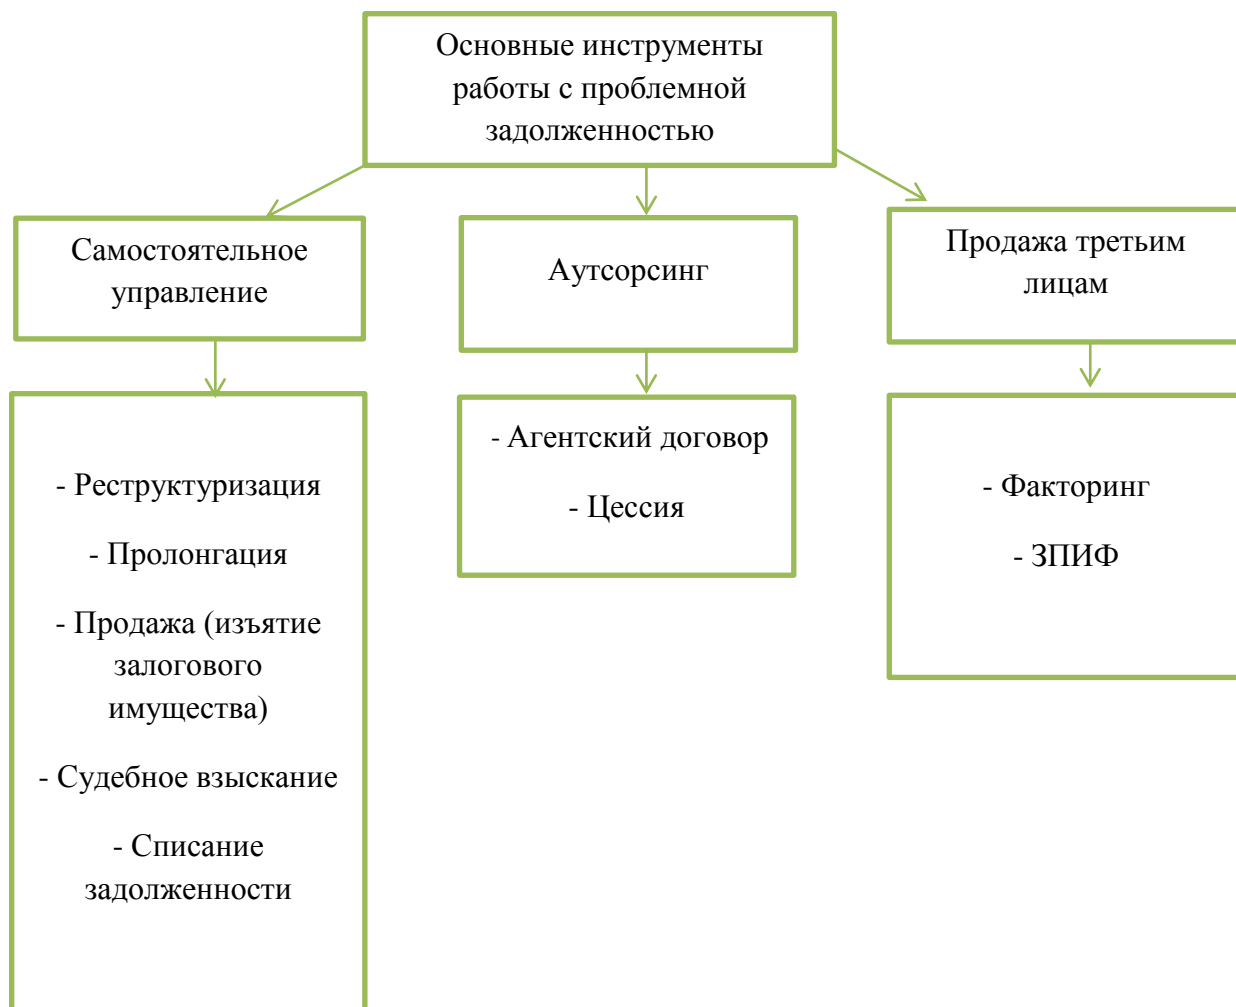 Основные инструменты
работы с проблемной
задолженностью
Самостоятельное
управление
Аутсорсинг
Продажа третьим
лицам
- Реструктуризация
- Пролонгация
- Продажа (изъятие
залогового
имущества)
- Судебное взыскание
- Списание
задолженности
- Агентский договор
- Цессия
- Факторинг
- ЗПИФ